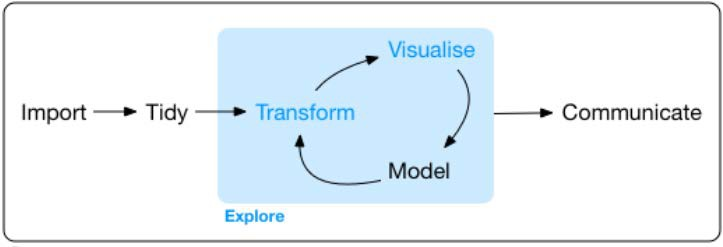 Visualise
Import
Tidy
Transform
Communicate
Model
Explore